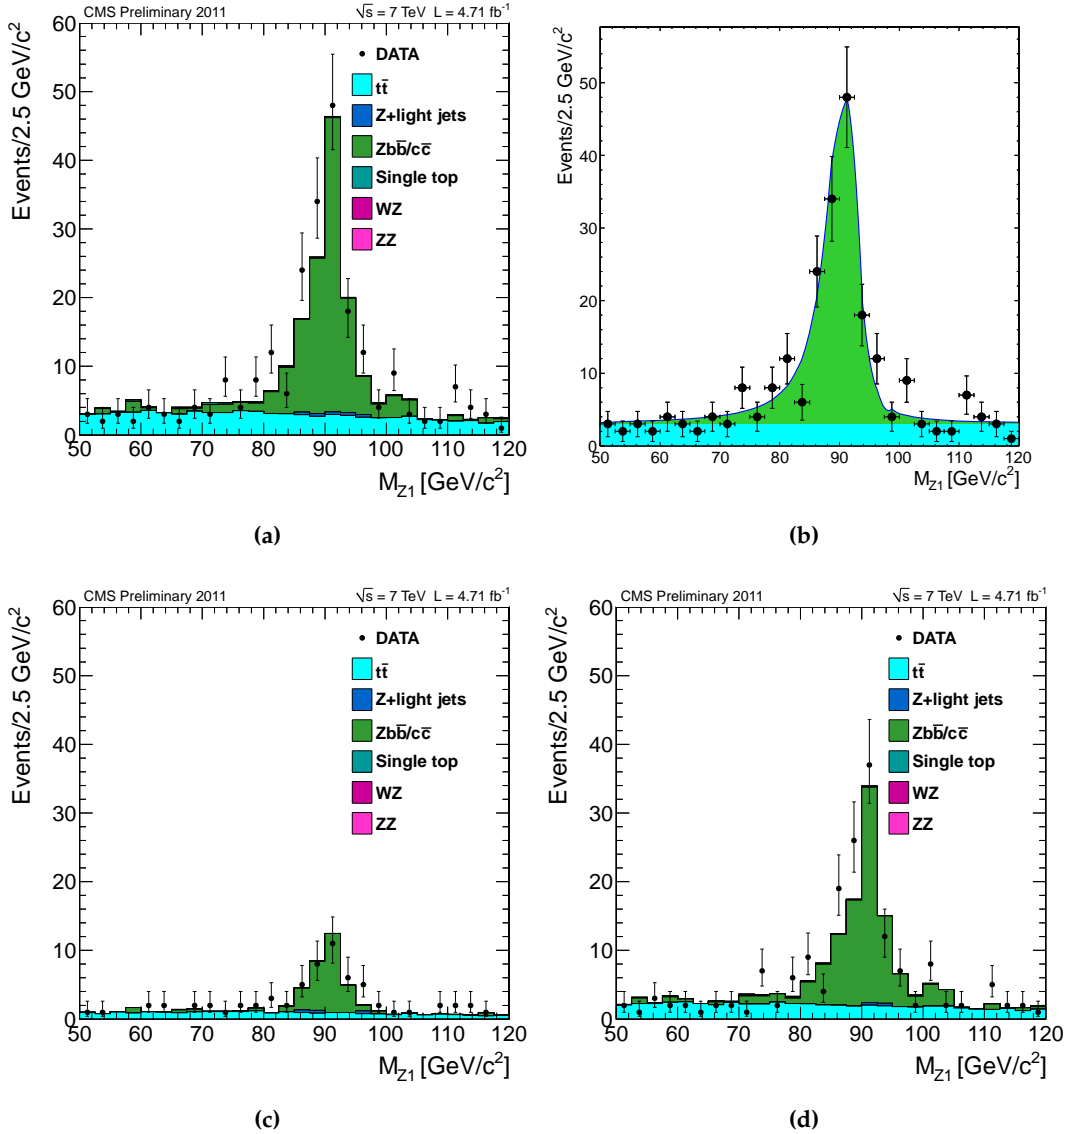 CMS Preliminary 2011 √s = 7 TeV L = 4.71 fb⁻¹
Events/2.5 GeV/c²
60
50
40
30
20
10
0
DATA
tt̄
Z+light jets
Zbb̄/cc̄
Single top
WZ
ZZ
50 60 70 80 90 100 110 120
M_Z1 [GeV/c²]
(a)
Events/2.5 GeV/c²
50
40
30
20
10
0
50 60 70 80 90 100 110 120
M_Z1 [GeV/c²]
(b)
CMS Preliminary 2011 √s = 7 TeV L = 4.71 fb⁻¹
Events/2.5 GeV/c²
60
50
40
30
20
10
0
DATA
tt̄
Z+light jets
Zbb̄/cc̄
Single top
WZ
ZZ
50 60 70 80 90 100 110 120
M_Z1 [GeV/c²]
(c)
CMS Preliminary 2011 √s = 7 TeV L = 4.71 fb⁻¹
Events/2.5 GeV/c²
60
50
40
30
20
10
0
DATA
tt̄
Z+light jets
Zbb̄/cc̄
Single top
WZ
ZZ
50 60 70 80 90 100 110 120
M_Z1 [GeV/c²]
(d)